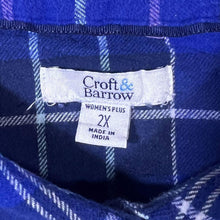 Croft&
Barrow
WOMEN'S PLUS
2X
MADE IN
INDIA